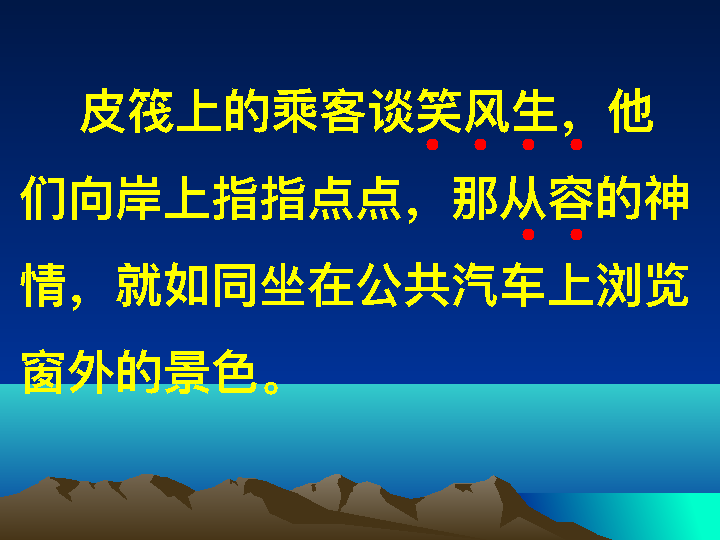 皮筏上的乘客谈笑风生，他
们向岸上指指点点，那从容的神
情，就如同坐在公共汽车上浏览
窗外的景色。